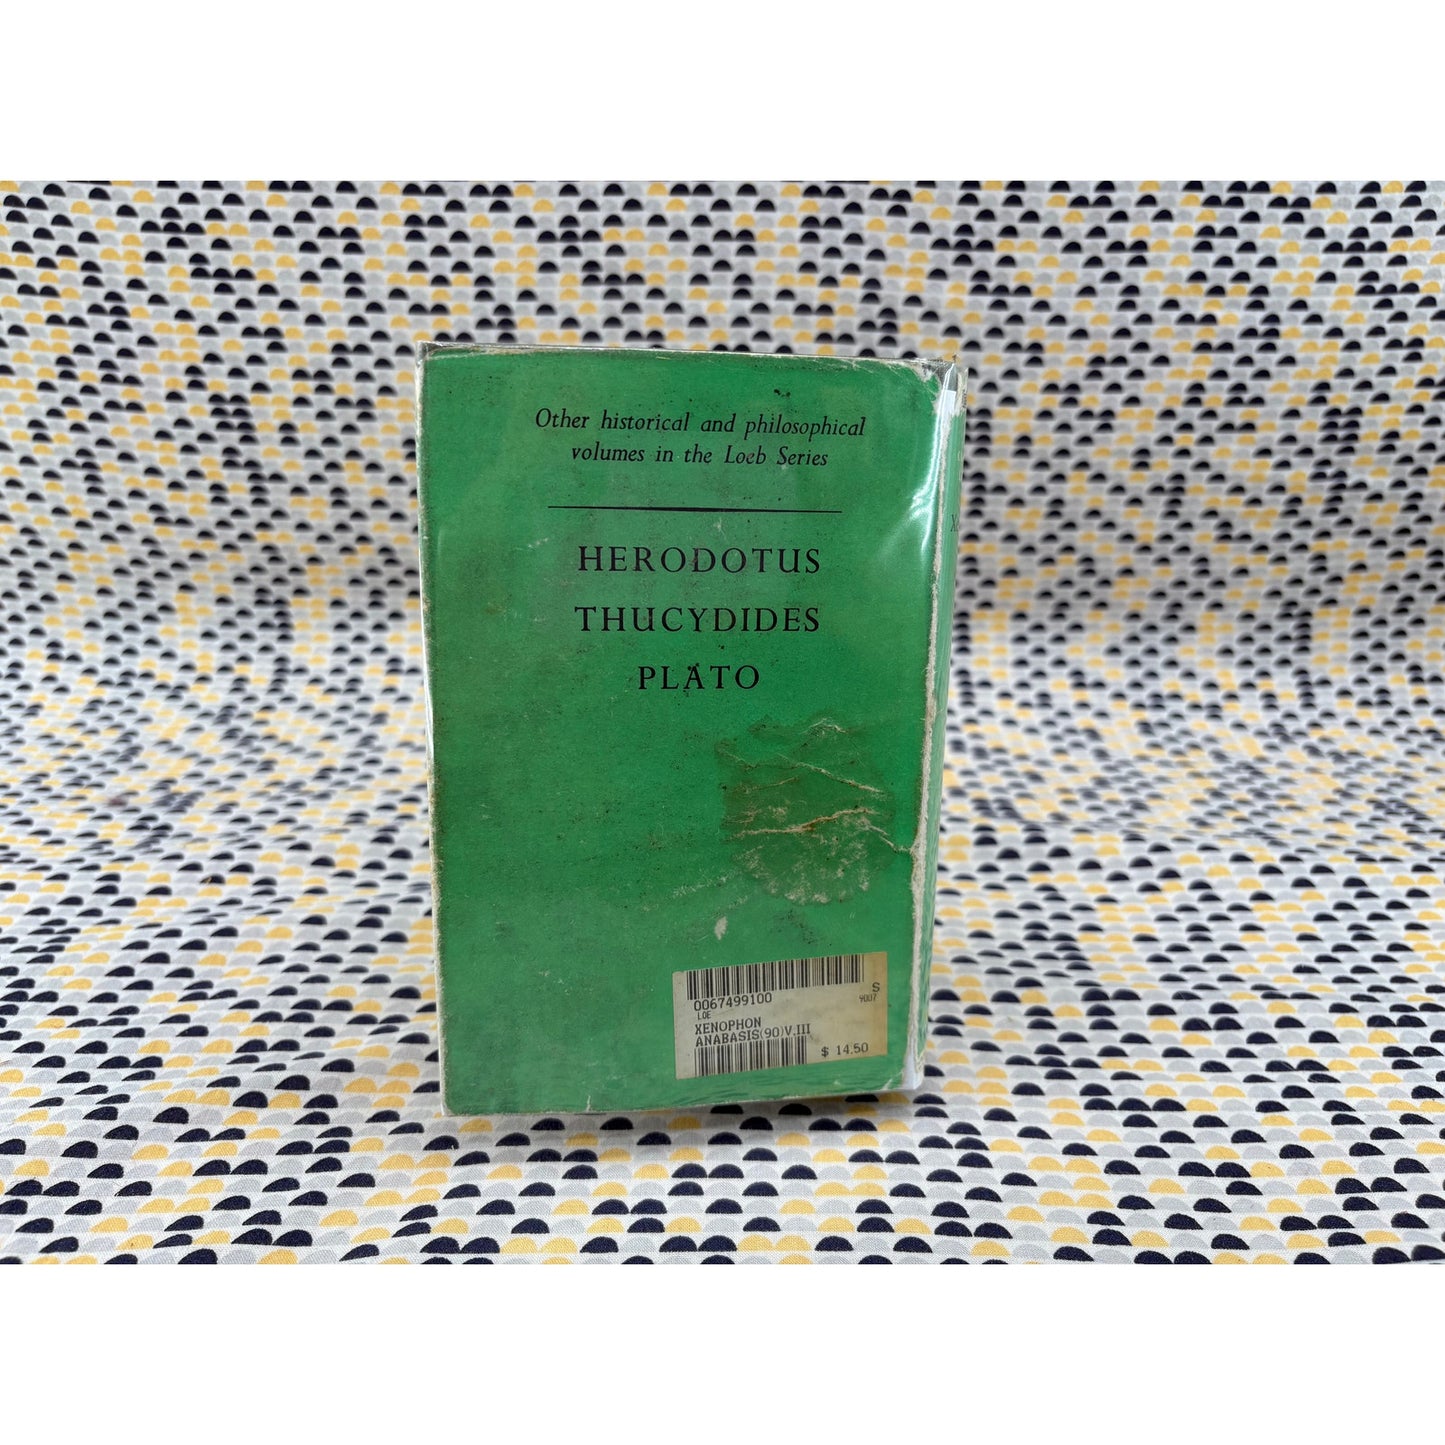 Other historical and philosophical
volumes in the Loeb Series
HERODOTUS
THUCYDIDES
PLATO
0067499100
S
9007
LOE
XENOPHON
ANABASIS(90)V.III
$ 14.50